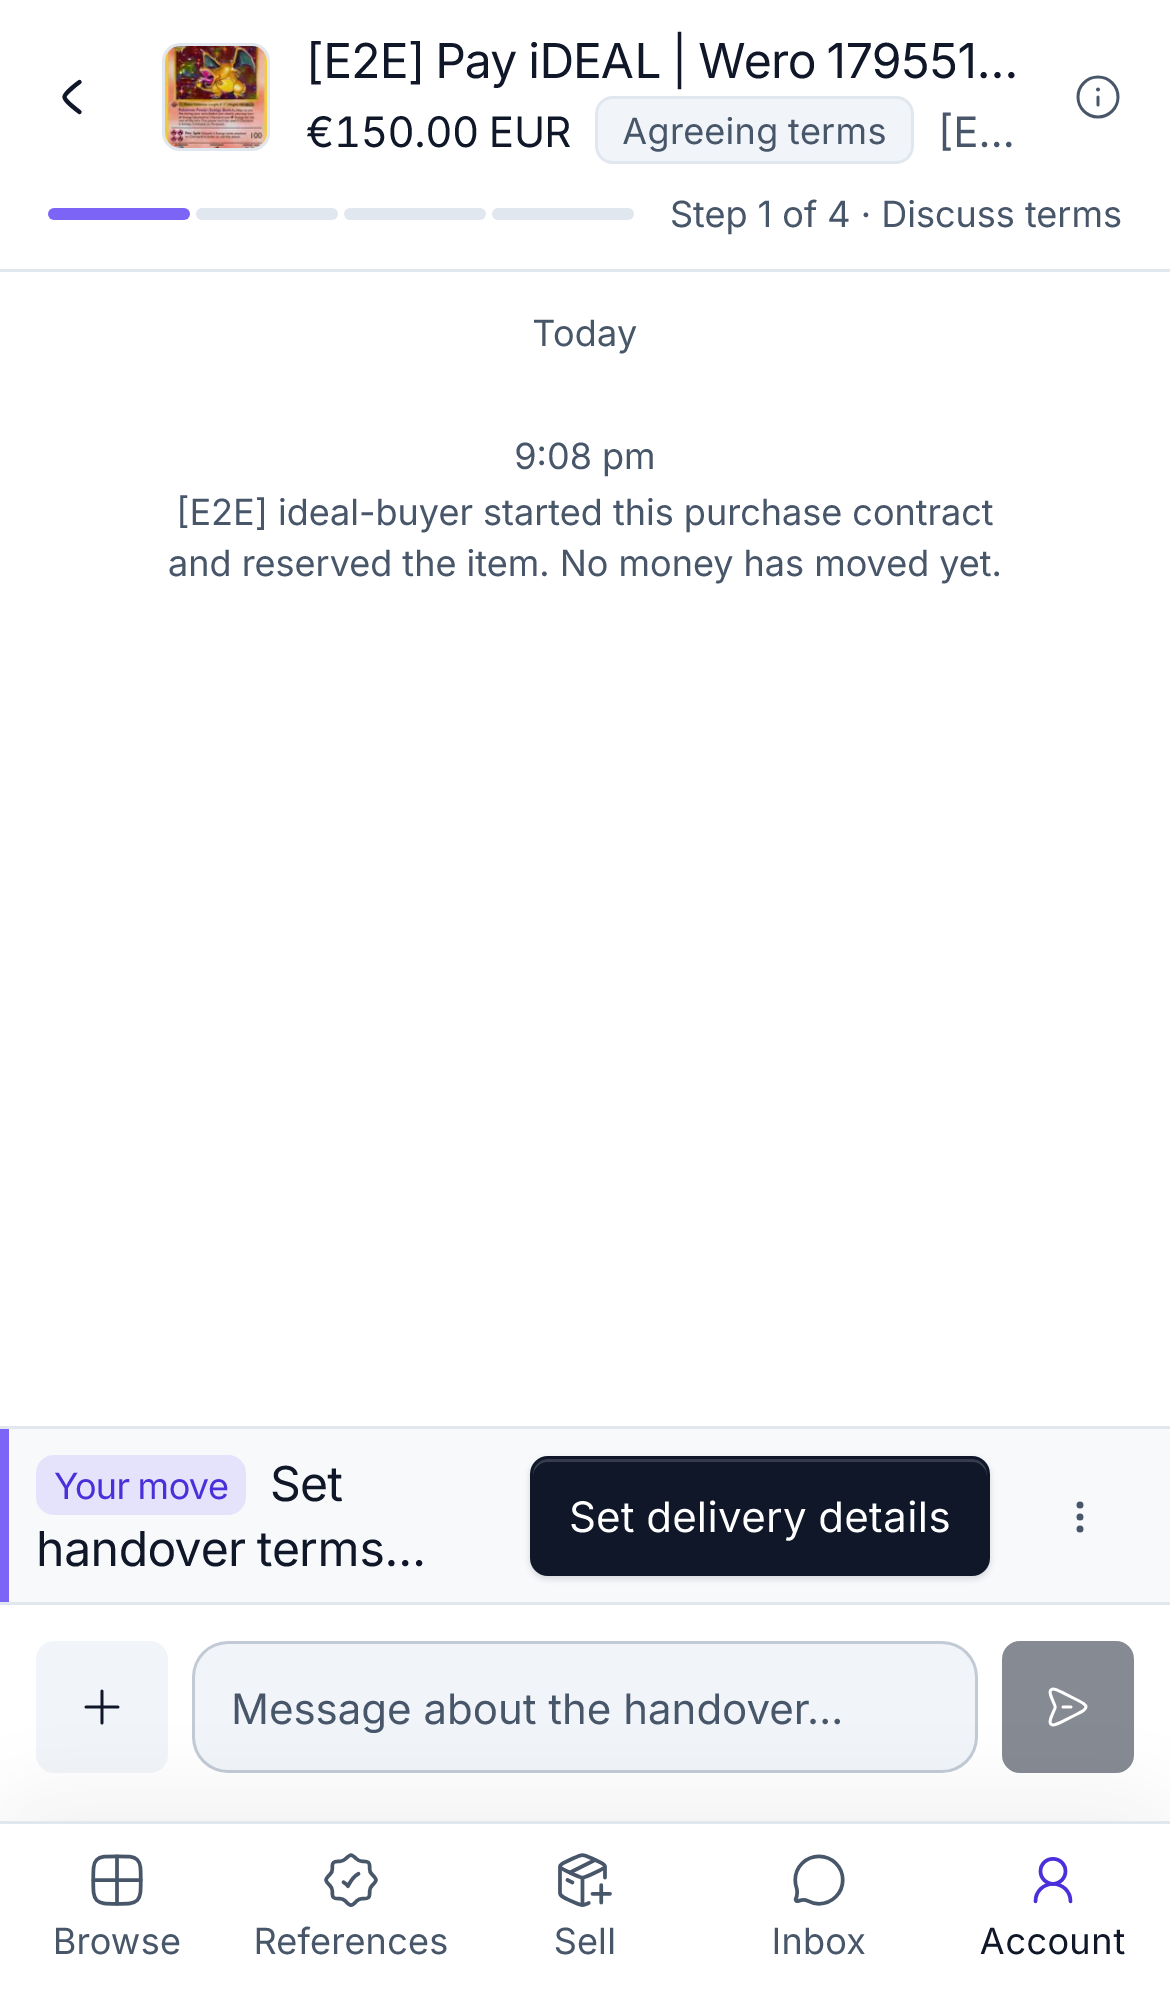 [E2E] Pay iDEAL | Wero 179551...
€150.00 EUR Agreeing terms [E...
Step 1 of 4 · Discuss terms
Today
9:08 pm
[E2E] ideal-buyer started this purchase contract
and reserved the item. No money has moved yet.
Your move Set
handover terms...
Set delivery details
Message about the handover...
Browse References Sell Inbox Account